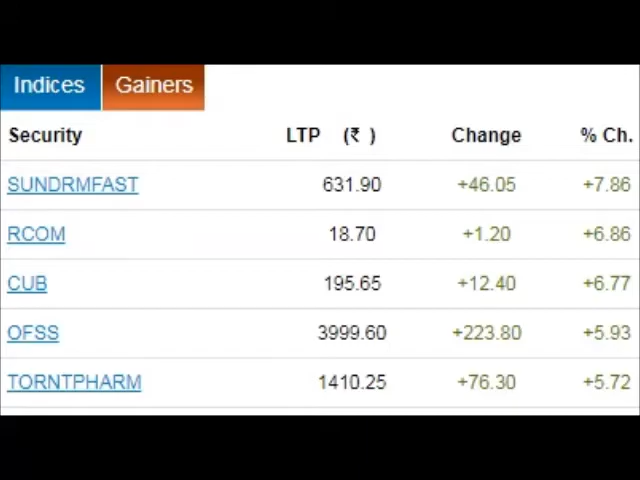 Indices Gainers
Security LTP (₹ ) Change % Ch.
SUNDRMFAST 631.90 +46.05 +7.86
RCOM 18.70 +1.20 +6.86
CUB 195.65 +12.40 +6.77
OFSS 3999.60 +223.80 +5.93
TORNTPHARM 1410.25 +76.30 +5.72